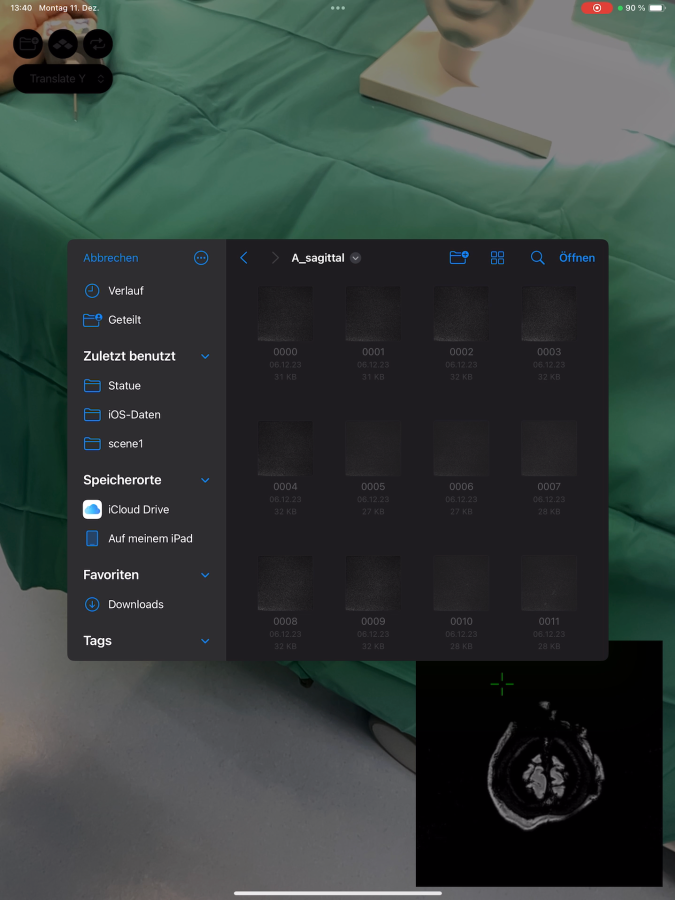 13:40 Montag 11. Dez.
90 %
Translate Y
Abbrechen
A_sagittal
Öffnen
Verlauf
Geteilt
Zuletzt benutzt
Statue
iOS-Daten
scene1
Speicherorte
iCloud Drive
Auf meinem iPad
Favoriten
Downloads
Tags
0000 0001 0002 0003
06.12.23 06.12.23 06.12.23 06.12.23
31 KB 31 KB 32 KB 32 KB
0004 0005 0006 0007
06.12.23 06.12.23 06.12.23 06.12.23
32 KB 27 KB 27 KB 28 KB
0008 0009 0010 0011
06.12.23 06.12.23 06.12.23 06.12.23
32 KB 32 KB 28 KB 28 KB